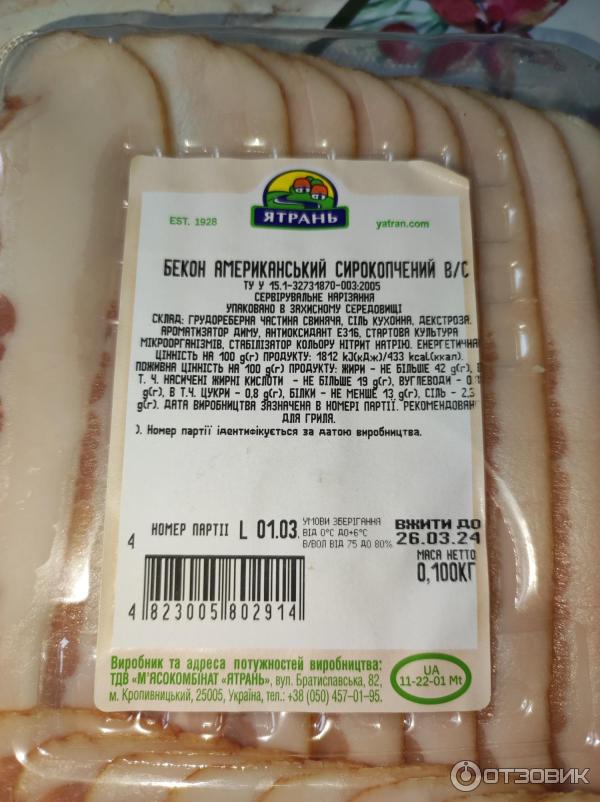 ЯТРАНЬ
EST. 1928
yatran.com
БЕКОН АМЕРИКАНСЬКИЙ СИРОКОПЧЕНИЙ В/С
ТУ У 15.1-32731870-003:2005
СЕРВІРУВАЛЬНЕ НАРІЗАННЯ
УПАКОВАНО В ЗАХИСНОМУ СЕРЕДОВИЩІ
СКЛАД: ГРУДОРЕБЕРНА ЧАСТИНА СВИНЯЧА, СІЛЬ КУХОННА, ДЕКСТРОЗА,
АРОМАТИЗАТОР ДИМУ, АНТИОКСИДАНТ Е316, СТАРТОВА КУЛЬТУРА
МІКРООРГАНІЗМІВ, СТАБІЛІЗАТОР КОЛЬОРУ НІТРИТ НАТРІЮ. ЕНЕРГЕТИЧНА
ЦІННІСТЬ НА 100 g(г) ПРОДУКТУ: 1812 kJ(кДж)/433 kcal(ккал).
ПОЖИВНА ЦІННІСТЬ НА 100 g(г) ПРОДУКТУ: ЖИРИ - НЕ БІЛЬШЕ 42 g(г), В
Т. Ч. НАСИЧЕНІ ЖИРНІ КИСЛОТИ - НЕ БІЛЬШЕ 19 g(г), ВУГЛЕВОДИ -
g(г), В Т.Ч. ЦУКРИ - 0,8 g(г), БІЛКИ - НЕ МЕНШЕ 13 g(г), СІЛЬ -
g(г). ДАТА ВИРОБНИЦТВА ЗАЗНАЧЕНА В НОМЕРІ ПАРТІЇ. РЕКОМЕНДОВАН
ДЛЯ ГРИЛЯ.
). Номер партії ідентифікується за датою виробництва.
4
НОМЕР ПАРТІЇ L 01.03.
УМОВИ ЗБЕРІГАННЯ
ВІД 0°С ДО+6°С
В/ВОЛ ВІД 75 ДО 80%
ВЖИТИ ДО
26.03.24
МАСА НЕТТО
0,100КГ
4 823005 802914
Виробник та адреса потужностей виробництва:
ТДВ «М'ЯСОКОМБІНАТ «ЯТРАНЬ», вул. Братиславська, 82,
м. Кропивницький, 25005, Україна, тел.: +38 (050) 457–01–95.
UA
11-22-01 Mt
ОТЗОВИК